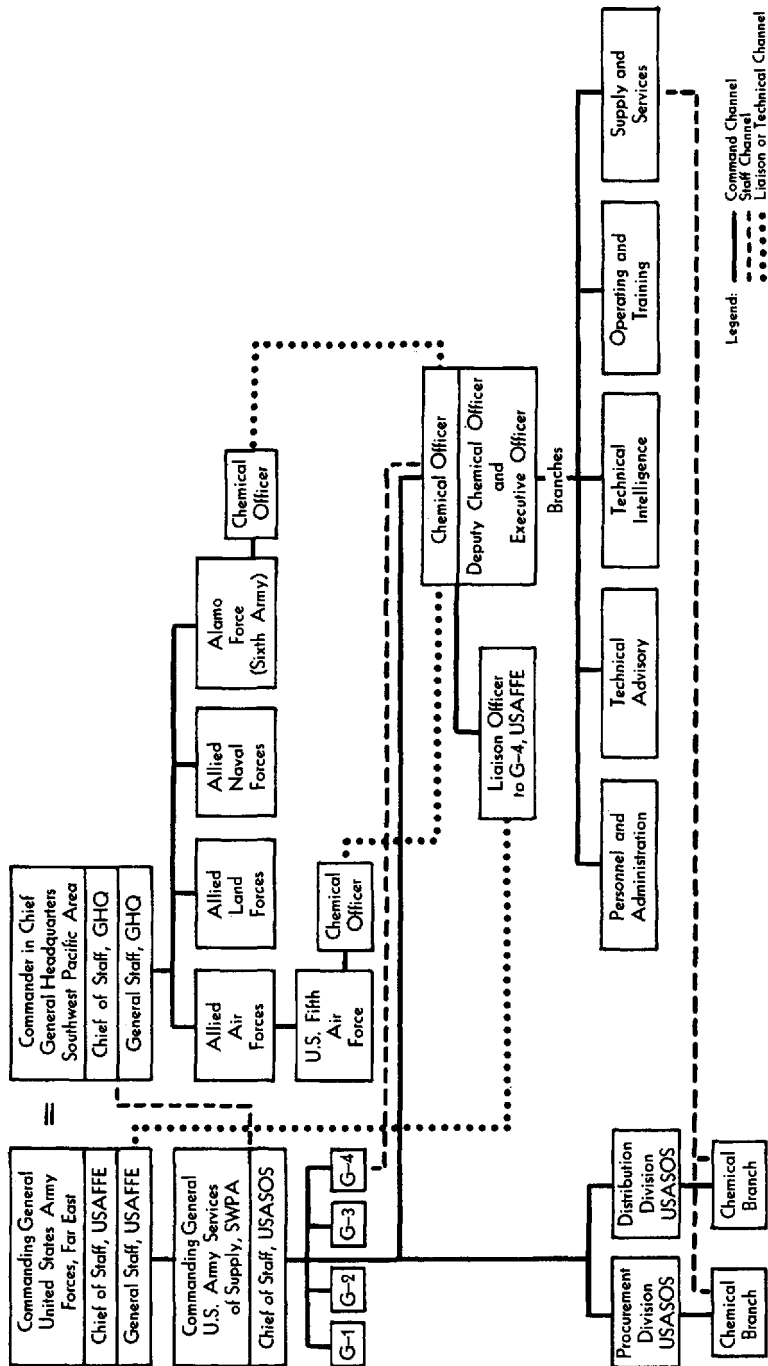 Commanding General
United States Army
Forces, Far East
Chief of Staff, USAFFE
General Staff, USAFFE
=
Commander in Chief
General Headquarters
Southwest Pacific Area
Chief of Staff, GHQ
General Staff, GHQ
Commanding General
U.S. Army Services
of Supply, SWPA
Chief of Staff, USASOS
G-1
G-2
G-3
G-4
Allied
Air
Forces
Allied
Land
Forces
Allied
Naval
Forces
Alamo
Force
(Sixth Army)
Chemical
Officer
U.S. Fifth
Air
Force
Chemical
Officer
Chemical Officer
Deputy Chemical Officer
and
Executive Officer
Liaison Officer
to G-4, USAFFE
Branches
Personnel and
Administration
Technical
Advisory
Technical
Intelligence
Operating and
Training
Supply and
Services
Procurement
Division
USASOS
Distribution
Division
USASOS
Chemical
Branch
Chemical
Branch
Legend:
Command Channel
Staff Channel
Liaison or Technical Channel